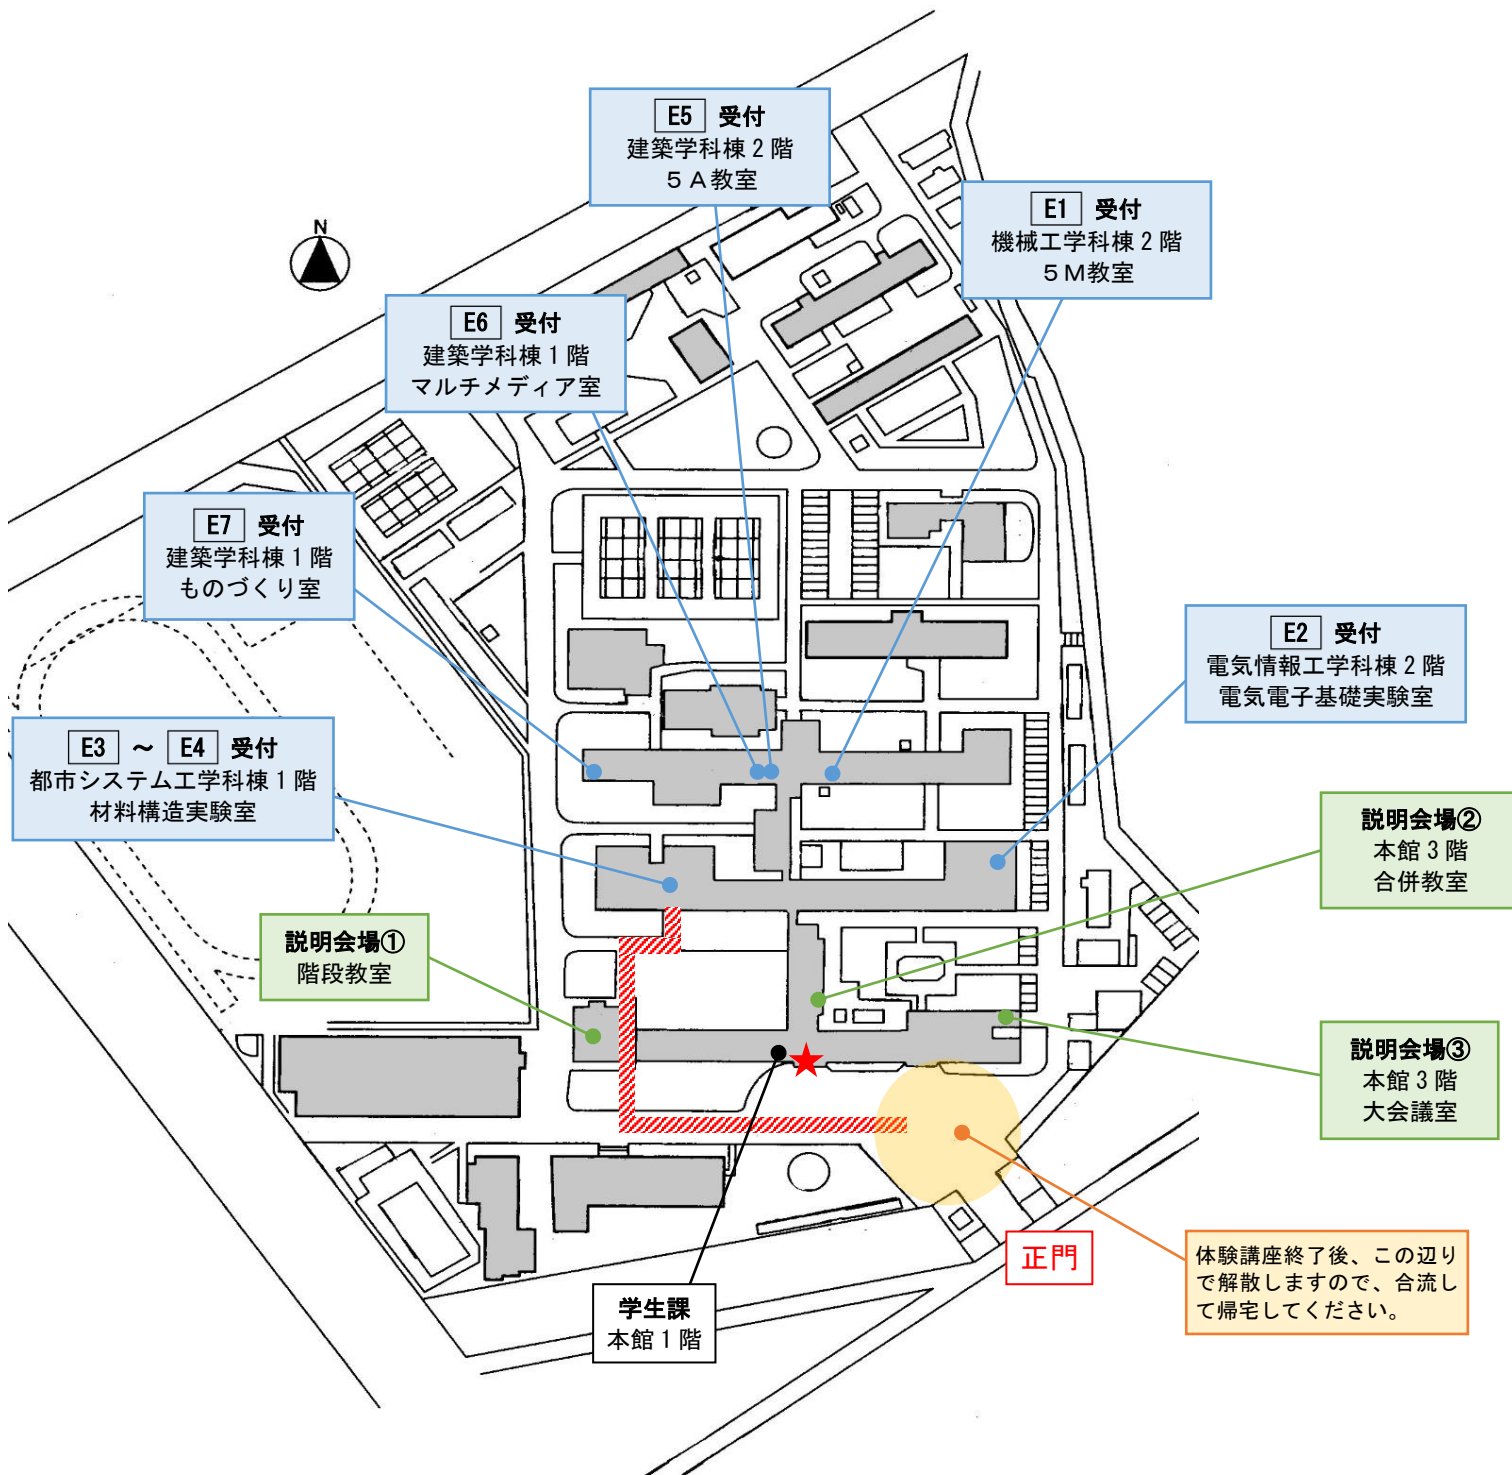 E5 受付
建築学科棟２階
５Ａ教室
E1 受付
機械工学科棟２階
５Ｍ教室
N
E6 受付
建築学科棟１階
マルチメディア室
E7 受付
建築学科棟１階
ものづくり室
E2 受付
電気情報工学科棟２階
電気電子基礎実験室
E3 ～ E4 受付
都市システム工学科棟１階
材料構造実験室
説明会場②
本館３階
合併教室
説明会場①
階段教室
説明会場③
本館３階
大会議室
正門
体験講座終了後、この辺り
で解散しますので、合流し
て帰宅してください。
学生課
本館１階